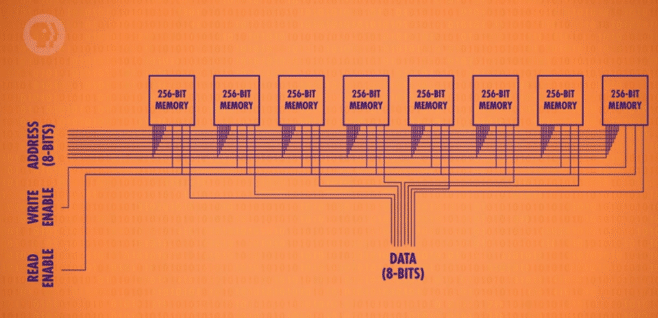 256-BIT
MEMORY
256-BIT
MEMORY
256-BIT
MEMORY
256-BIT
MEMORY
256-BIT
MEMORY
256-BIT
MEMORY
256-BIT
MEMORY
256-BIT
MEMORY
ADDRESS
(8-BITS)
WRITE
ENABLE
READ
ENABLE
DATA
(8-BITS)